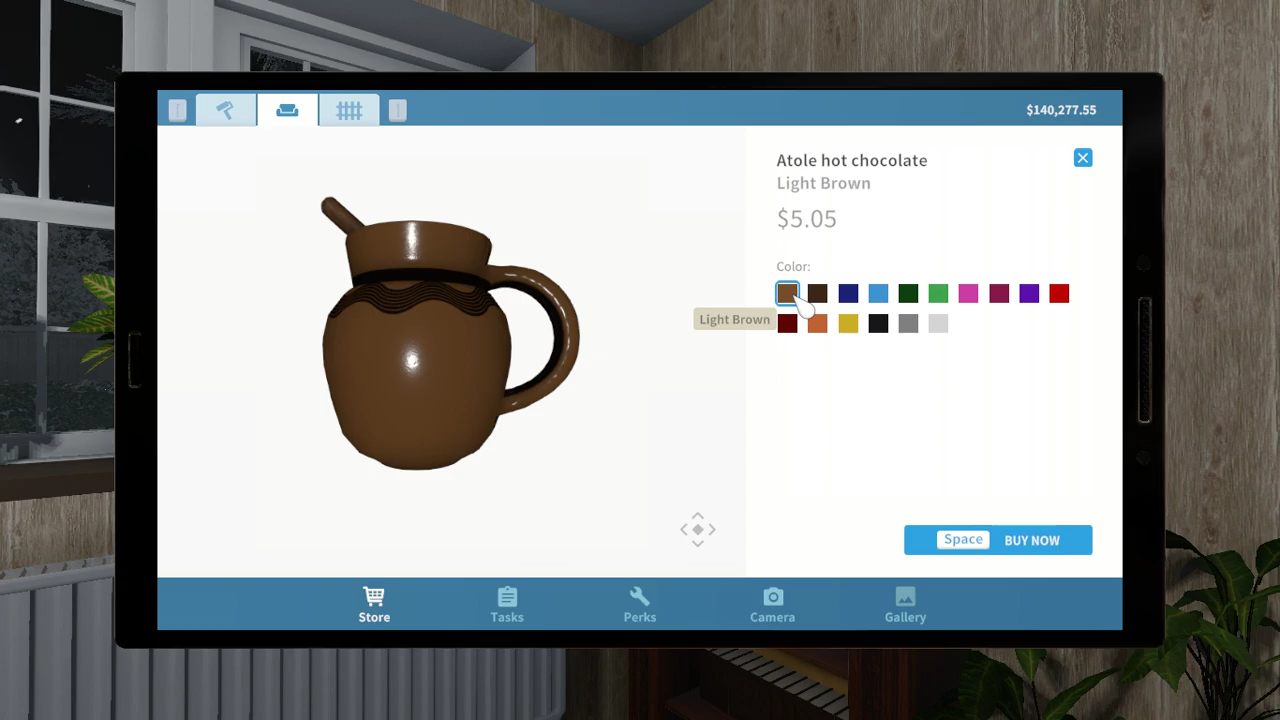 $140,277.55
Atole hot chocolate
Light Brown
$5.05
Color:
Light Brown
Space BUY NOW
Store Tasks Perks Camera Gallery